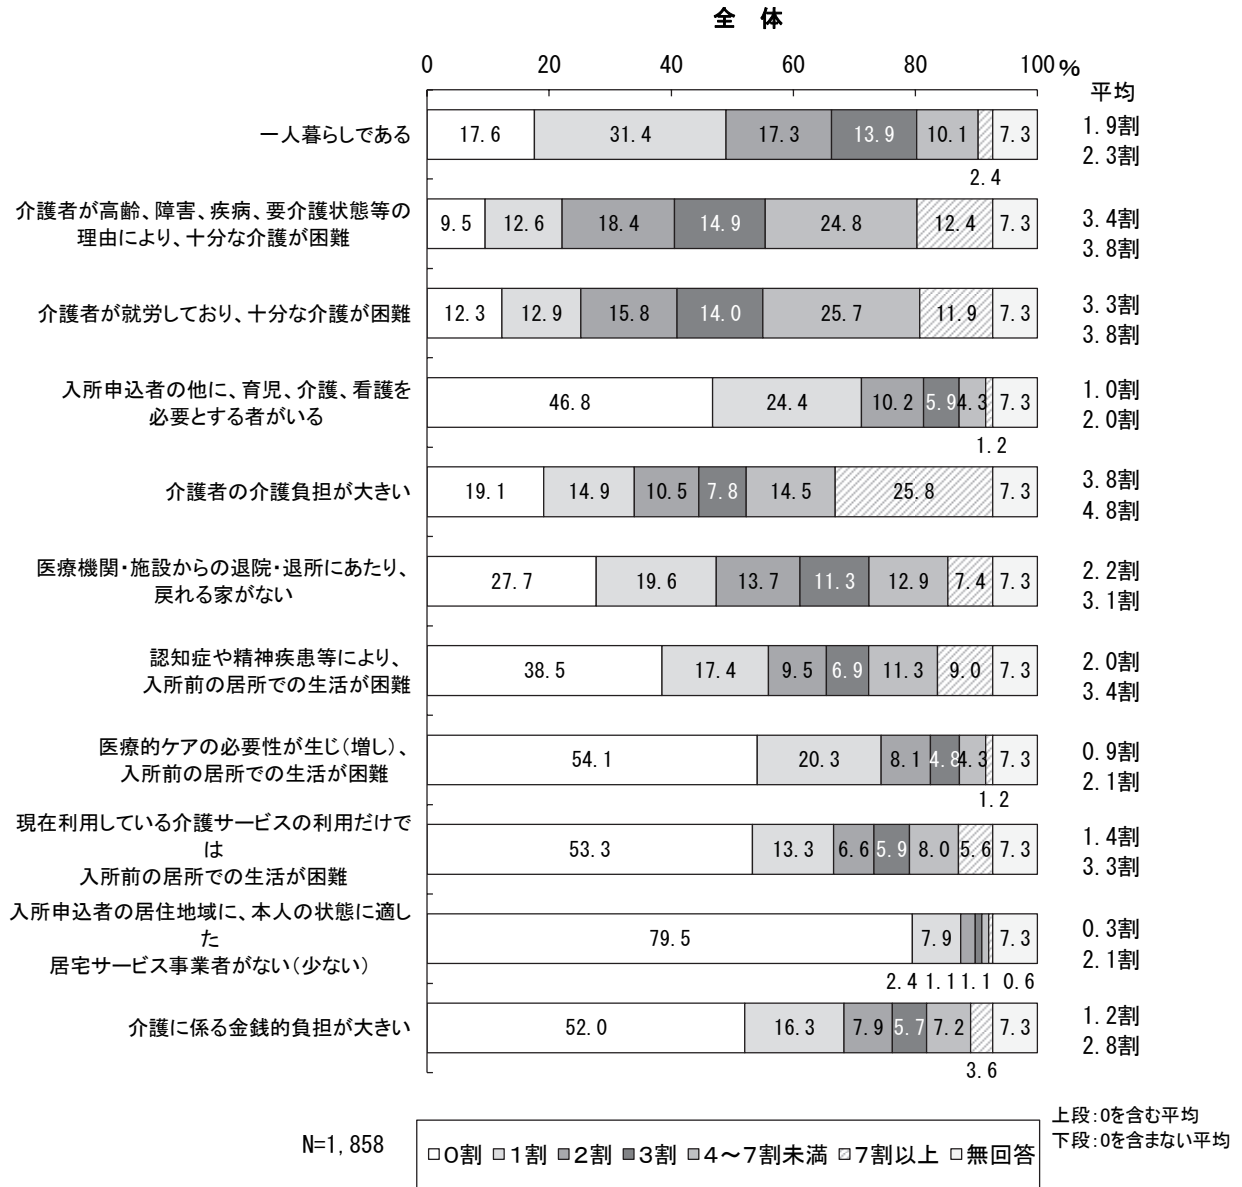 全 体
0 20 40 60 80 100 %
平均
一人暮らしである
17.6 31.4 17.3 13.9 10.1 7.3
2.4
1.9割
2.3割
介護者が高齢、障害、疾病、要介護状態等の
理由により、十分な介護が困難
9.5 12.6 18.4 14.9 24.8 12.4 7.3
3.4割
3.8割
介護者が就労しており、十分な介護が困難
12.3 12.9 15.8 14.0 25.7 11.9 7.3
3.3割
3.8割
入所申込者の他に、育児、介護、看護を
必要とする者がいる
46.8 24.4 10.2 5.9 4.3 7.3
1.2
1.0割
2.0割
介護者の介護負担が大きい
19.1 14.9 10.5 7.8 14.5 25.8 7.3
3.8割
4.8割
医療機関・施設からの退院・退所にあたり、
戻れる家がない
27.7 19.6 13.7 11.3 12.9 7.4 7.3
2.2割
3.1割
認知症や精神疾患等により、
入所前の居所での生活が困難
38.5 17.4 9.5 6.9 11.3 9.0 7.3
2.0割
3.4割
医療的ケアの必要性が生じ(増し)、
入所前の居所での生活が困難
54.1 20.3 8.1 4.8 4.3 7.3
1.2
0.9割
2.1割
現在利用している介護サービスの利用だけで
は
入所前の居所での生活が困難
53.3 13.3 6.6 5.9 8.0 5.6 7.3
1.4割
3.3割
入所申込者の居住地域に、本人の状態に適し
た
居宅サービス事業者がない(少ない)
79.5 7.9 7.3
2.4 1.1 1.1 0.6
0.3割
2.1割
介護に係る金銭的負担が大きい
52.0 16.3 7.9 5.7 7.2 7.3
3.6
1.2割
2.8割
N=1,858
0割 1割 2割 3割 4～7割未満 7割以上 無回答
上段:0を含む平均
下段:0を含まない平均